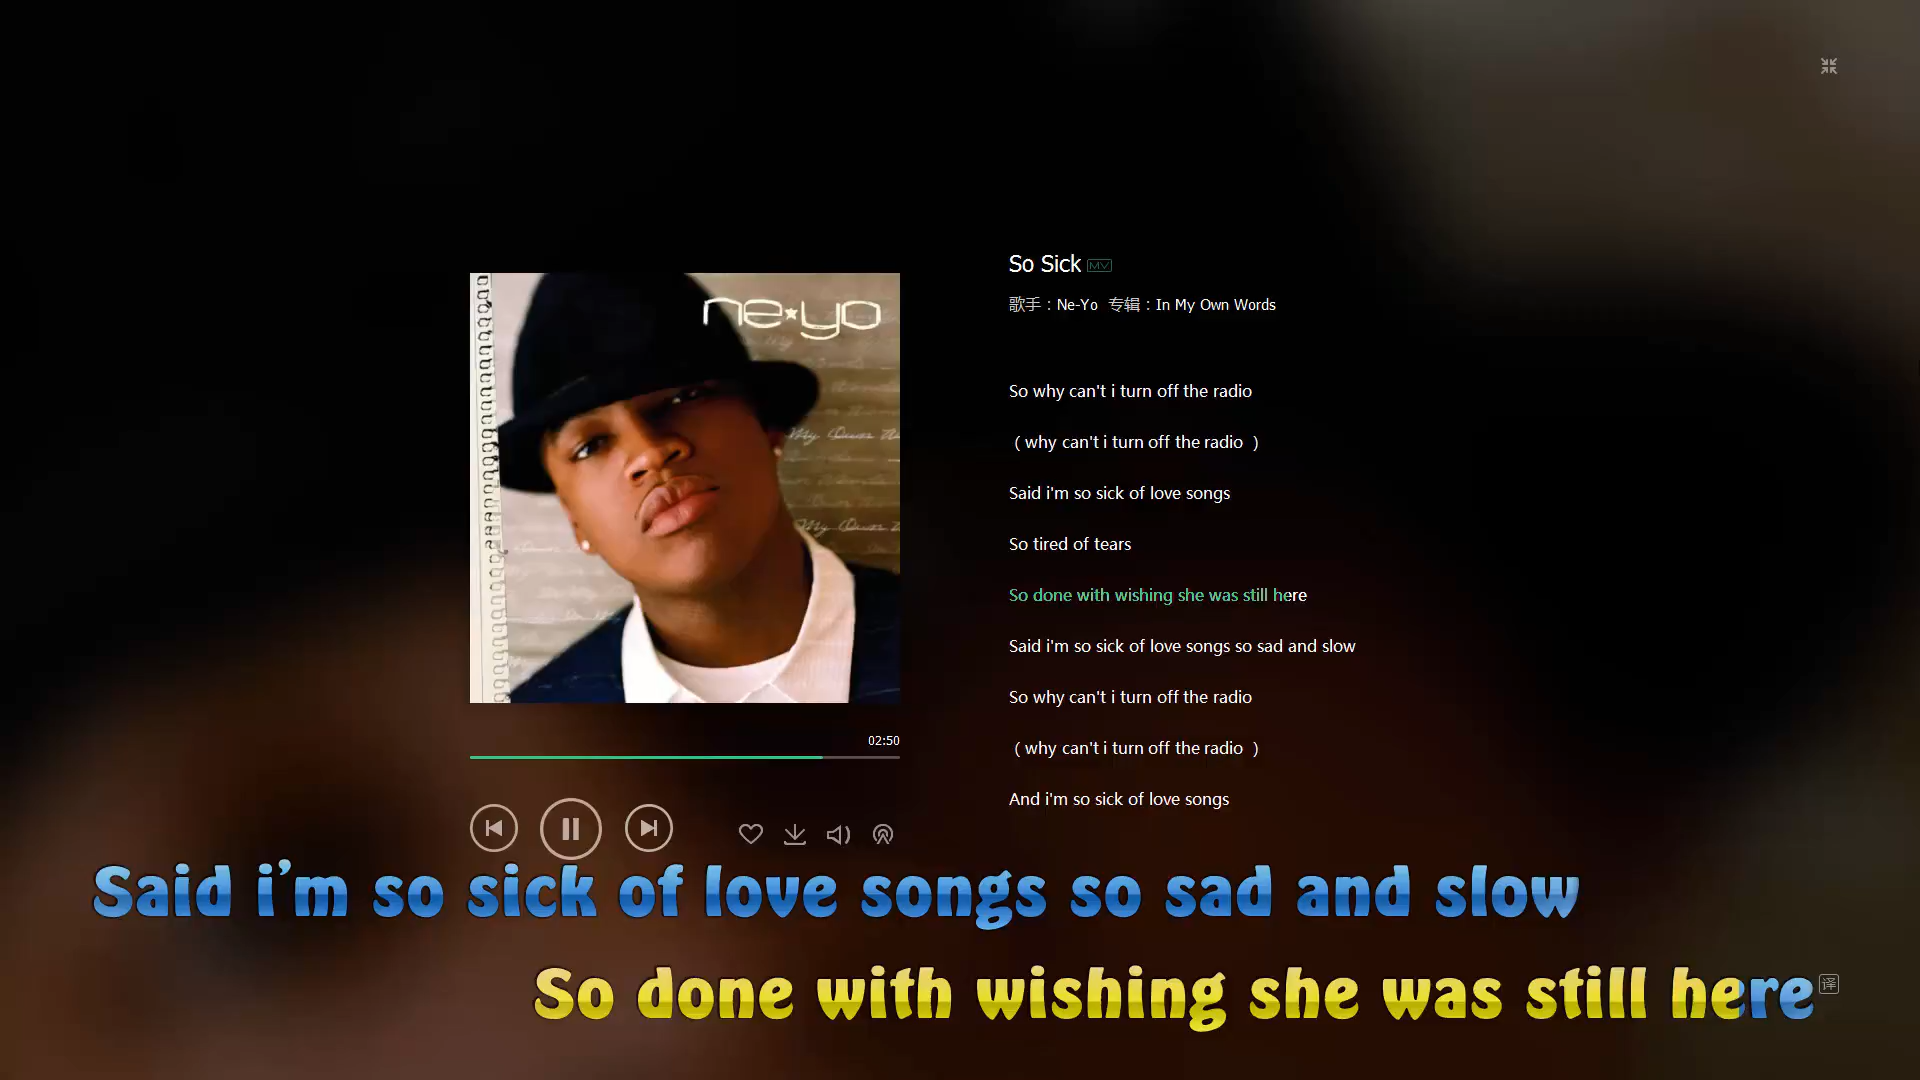 ne★yo
My Own
My Own
So Sick MV
歌手：Ne-Yo 专辑：In My Own Words
So why can't i turn off the radio
（why can't i turn off the radio ）
Said i'm so sick of love songs
So tired of tears
So done with wishing she was still here
Said i'm so sick of love songs so sad and slow
So why can't i turn off the radio
（why can't i turn off the radio ）
And i'm so sick of love songs
02:50
Said i'm so sick of love songs so sad and slow
So done with wishing she was still here
译